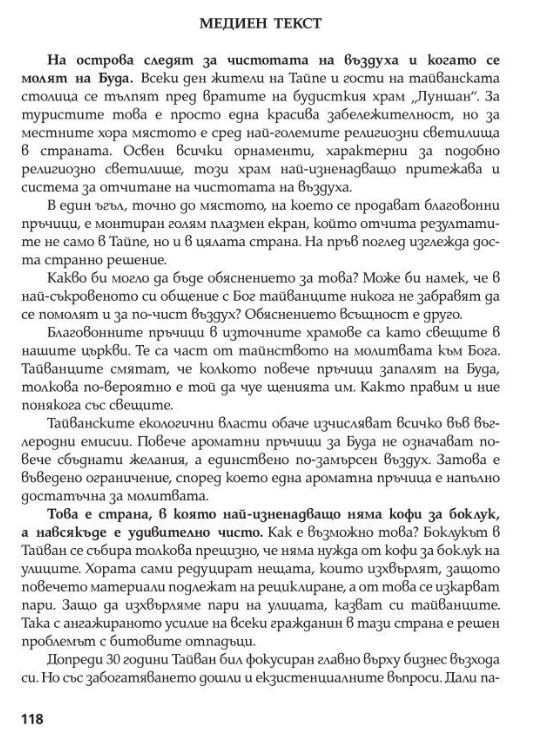 МЕДИЕН ТЕКСТ
На острова следят за чистотата на въздуха и когато се
молят на Буда. Всеки ден жители на Тайпе и гости на тайванската
столица се тълпят пред вратите на будисткия храм „Луншан“. За
туристите това е просто една красива забележителност, но за
местните хора мястото е сред най-големите религиозни светилища
в страната. Освен всички орнаменти, характерни за подобно
религиозно светилище, този храм най-изненадващо притежава и
система за отчитане на чистотата на въздуха.
В един ъгъл, точно до мястото, на което се продават благовонни
пръчици, е монтиран голям плазмен екран, който отчита резултати-
те не само в Тайпе, но и в цялата страна. На пръв поглед изглежда дос-
та странно решение.
Какво би могло да бъде обяснението за това? Може би намек, че в
най-съкровеното си общение с Бог тайванците никога не забравят да
се помолят и за по-чист въздух? Обяснението всъщност е друго.
Благовонните пръчици в източните храмове са като свещите в
нашите църкви. Те са част от тайнството на молитвата към Бога.
Тайванците смятат, че колкото повече пръчици запалят на Буда,
толкова по-вероятно е той да чуе щенията им. Както правим и ние
понякога със свещите.
Тайванските екологични власти обаче изчисляват всичко във въг-
леродни емисии. Повече ароматни пръчици за Буда не означават по-
вече сбъднати желания, а единствено по-замърсен въздух. Затова е
въведено ограничение, според което една ароматна пръчица е напълно
достатъчна за молитвата.
Това е страна, в която най-изненадващо няма кофи за боклук,
а навсякъде е удивително чисто. Как е възможно това? Боклукът в
Тайван се събира толкова прецизно, че няма нужда от кофи за боклук на
улиците. Хората сами редуцират нещата, които изхвърлят, защото
повечето материали подлежат на рециклиране, а от това се изкарват
пари. Защо да изхвърляме пари на улицата, казват си тайванците.
Така с ангажираното усилие на всеки гражданин в тази страна е решен
проблемът с битовите отпадъци.
Допреди 30 години Тайван бил фокусиран главно върху бизнес възхода
си. Но със забогатяването дошли и екзистенциалните въпроси. Дали па-
118